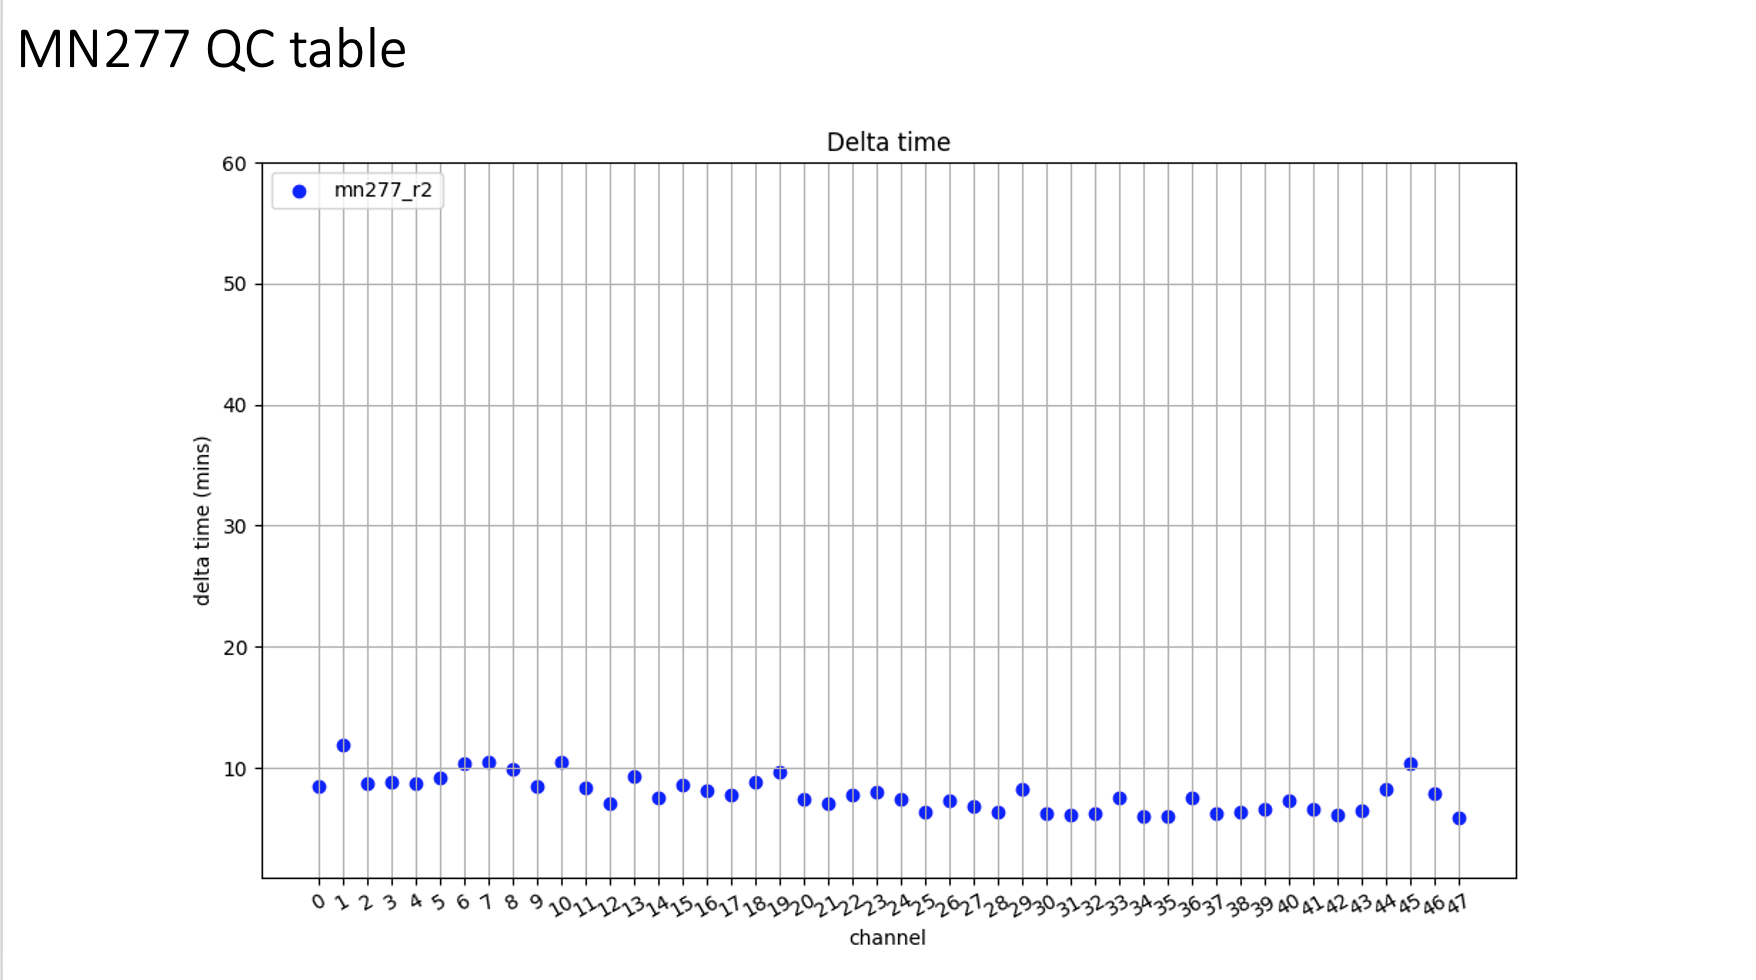 MN277 QC table
Delta time
60
mn277_r2
50
40
30
20
10
delta time (mins)
0 1 2 3 4 5 6 7 8 9 10 11 12 13 14 15 16 17 18 19 20 21 22 23 24 25 26 27 28 29 30 31 32 33 34 35 36 37 38 39 40 41 42 43 44 45 46 47
channel